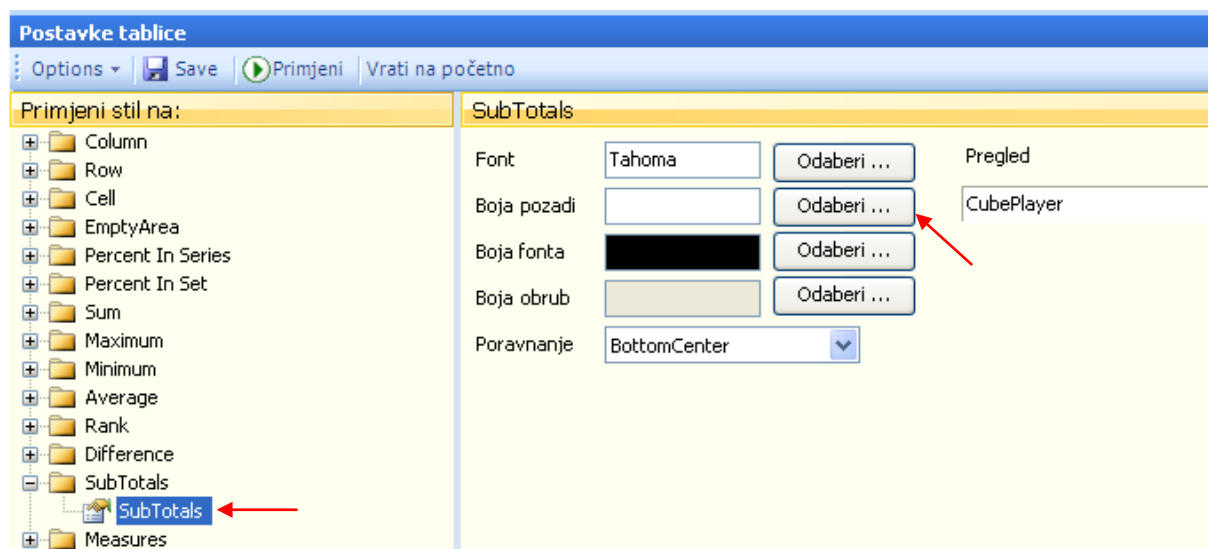 Postavke tablice
Options Save Primjeni Vrati na početno
Primjeni stil na:
Column
Row
Cell
EmptyArea
Percent In Series
Percent In Set
Sum
Maximum
Minimum
Average
Rank
Difference
SubTotals
SubTotals
Measures
SubTotals
Font Tahoma Odaberi ... Pregled
Boja pozadi Odaberi ... CubePlayer
Boja fonta Odaberi ...
Boja obrub Odaberi ...
Poravnanje BottomCenter